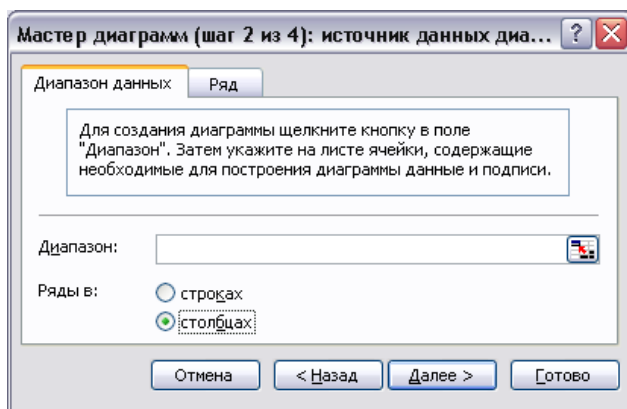 Мастер диаграмм (шаг 2 из 4): источник данных диа...
Диапазон данных Ряд
Для создания диаграммы щелкните кнопку в поле
"Диапазон". Затем укажите на листе ячейки, содержащие
необходимые для построения диаграммы данные и подписи.
Диапазон:
Ряды в: строках
столбцах
Отмена < Назад Далее > Готово